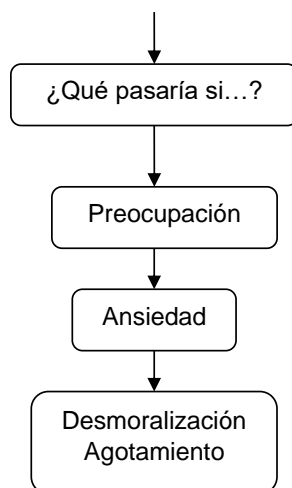 ¿Qué pasaría si…?
Preocupación
Ansiedad
Desmoralización
Agotamiento